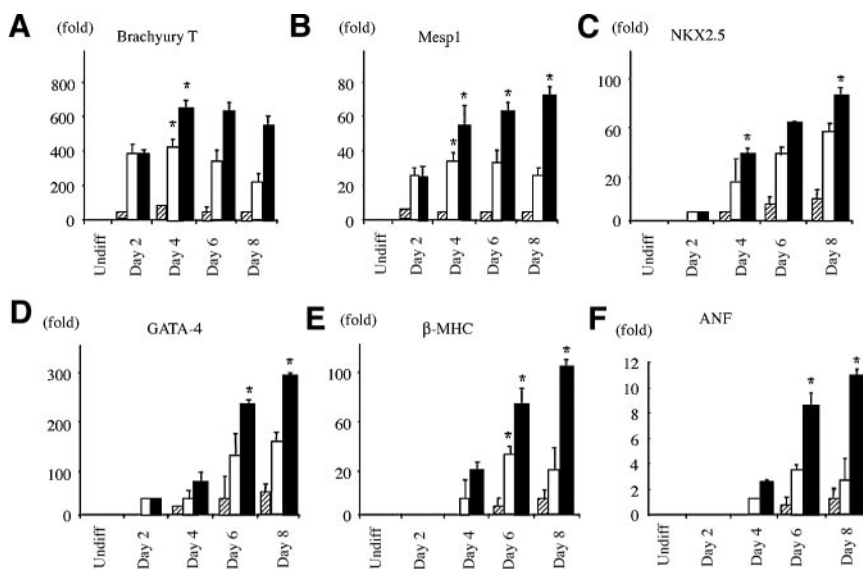 A
(fold)
Brachyury T
800
600
400
200
0
Undiff
Day 2
Day 4
Day 6
Day 8
*
*
B
(fold)
Mesp1
80
60
40
20
0
Undiff
Day 2
Day 4
Day 6
Day 8
*
*
*
*
C
(fold)
NKX2.5
100
60
20
0
Undiff
Day 2
Day 4
Day 6
Day 8
*
*
D
(fold)
GATA-4
300
200
100
0
Undiff
Day 2
Day 4
Day 6
Day 8
*
*
E
(fold)
β-MHC
100
60
20
0
Undiff
Day 2
Day 4
Day 6
Day 8
*
*
*
F
(fold)
ANF
12
10
8
6
4
2
0
Undiff
Day 2
Day 4
Day 6
Day 8
*
*